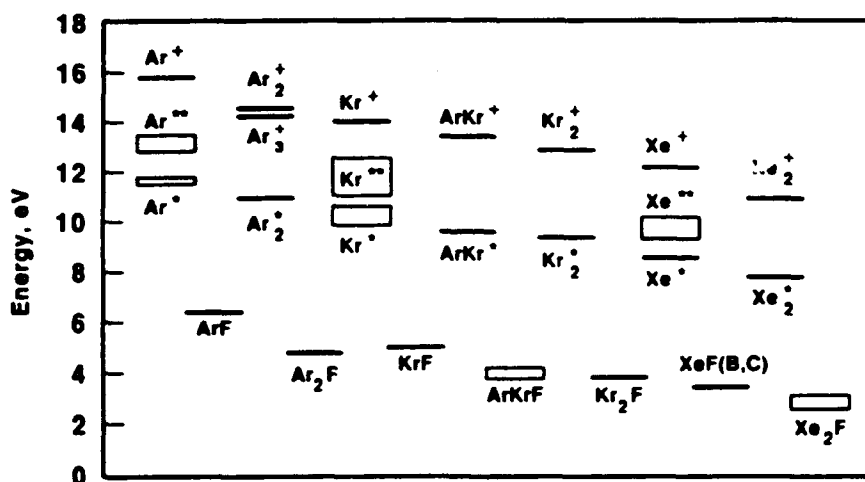 18
16
14
12
10
8
6
4
2
0
Energy, eV
Ar⁺
Ar**
Ar*
Ar₂⁺
Ar₃⁺
Ar₂*
Kr⁺
Kr**
Kr*
ArKr⁺
ArKr*
Kr₂⁺
Kr₂*
Xe⁺
Xe**
Xe*
Xe₂⁺
Xe₂*
ArF
Ar₂F
KrF
ArKrF
Kr₂F
XeF(B,C)
Xe₂F